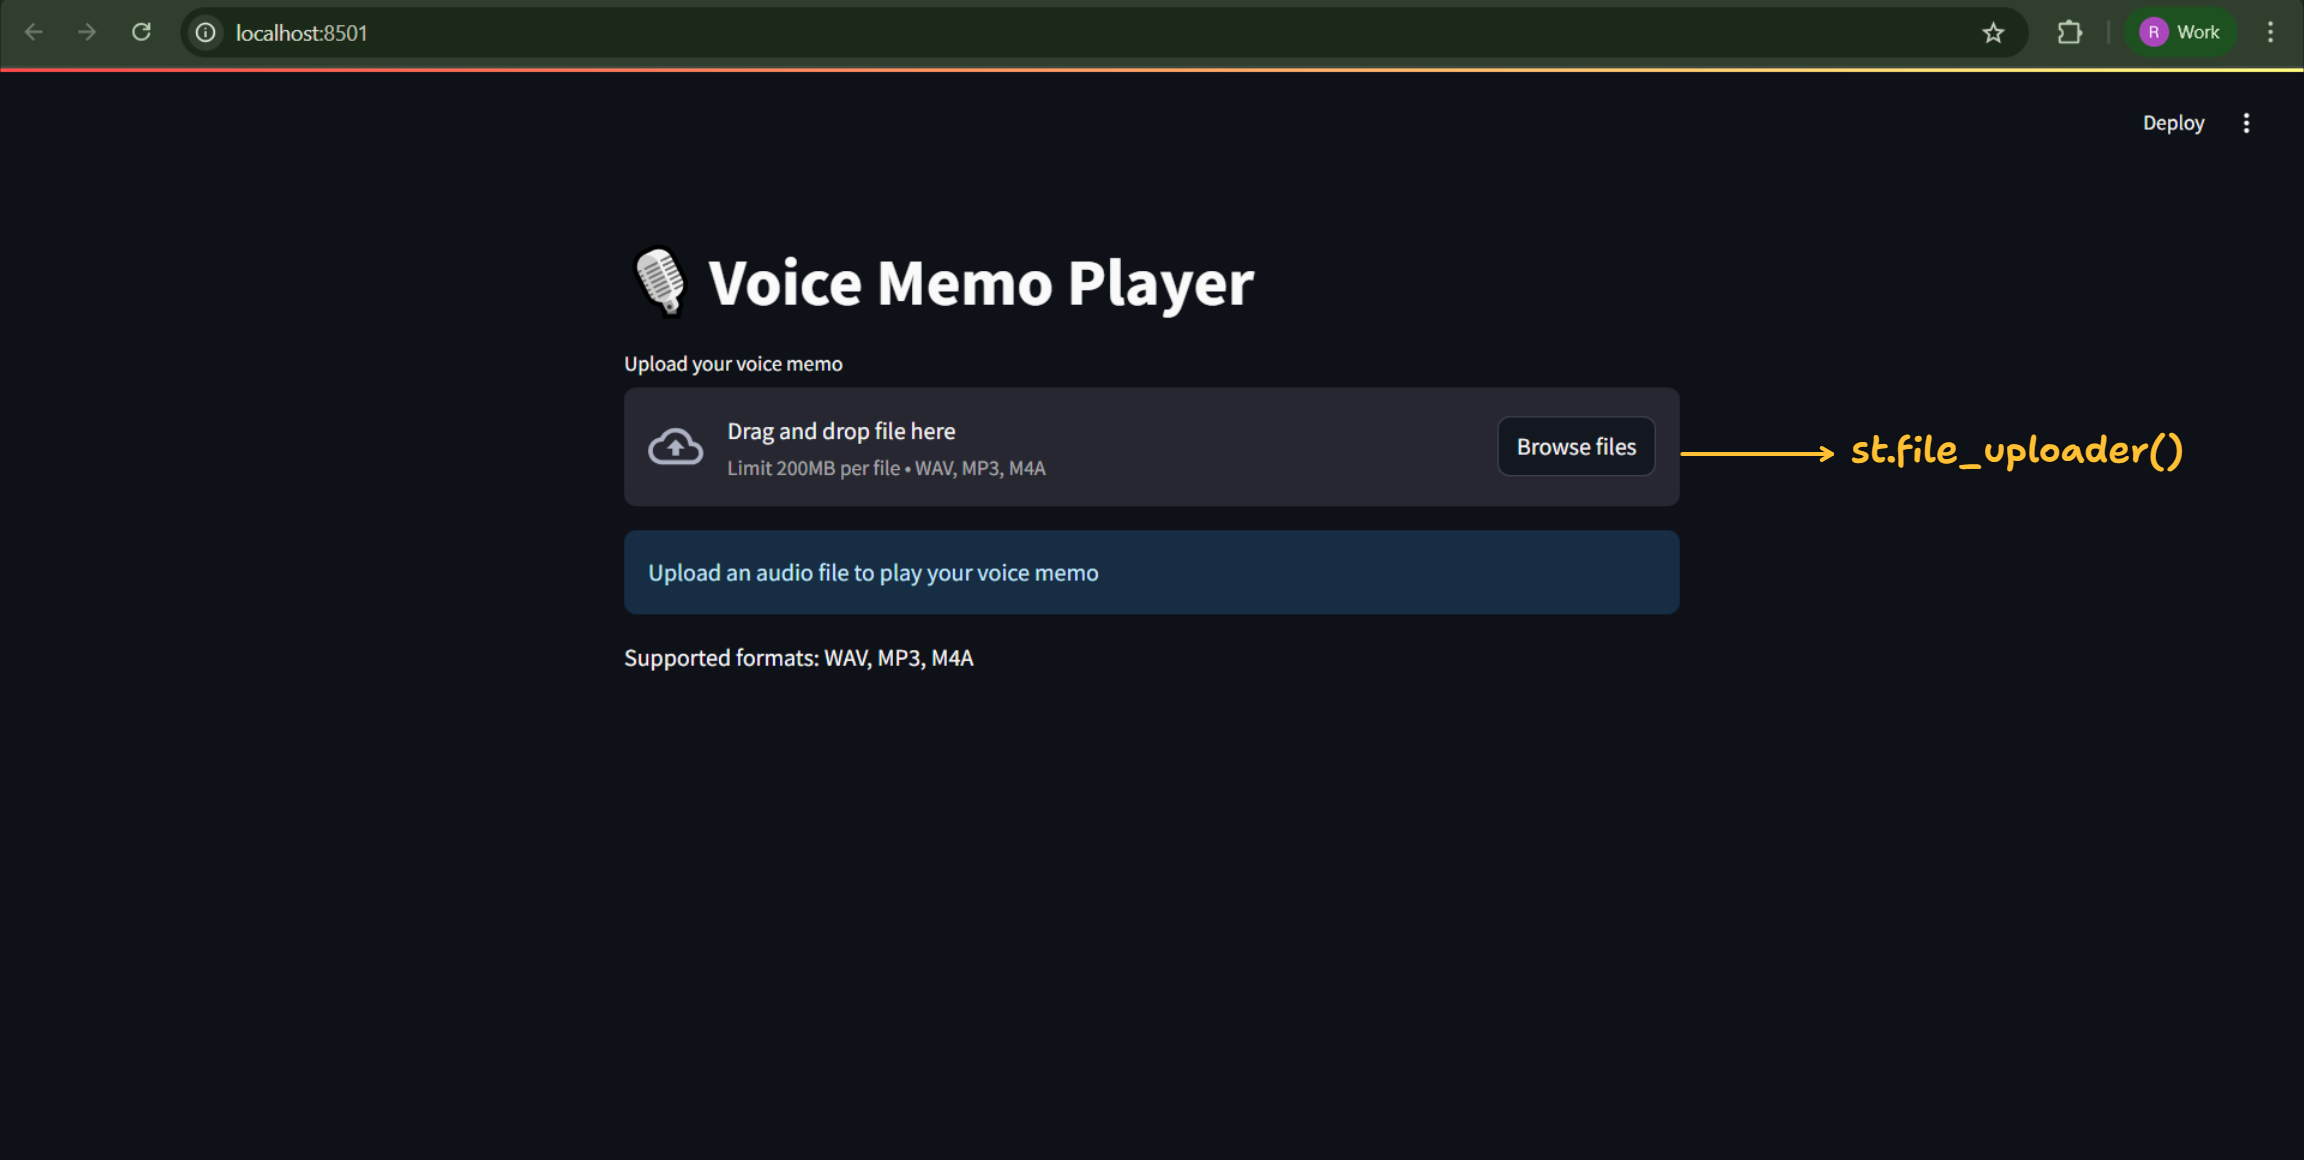 localhost:8501
R Work
Deploy
Voice Memo Player
Upload your voice memo
Drag and drop file here
Limit 200MB per file • WAV, MP3, M4A
Browse files
st.file_uploader()
Upload an audio file to play your voice memo
Supported formats: WAV, MP3, M4A